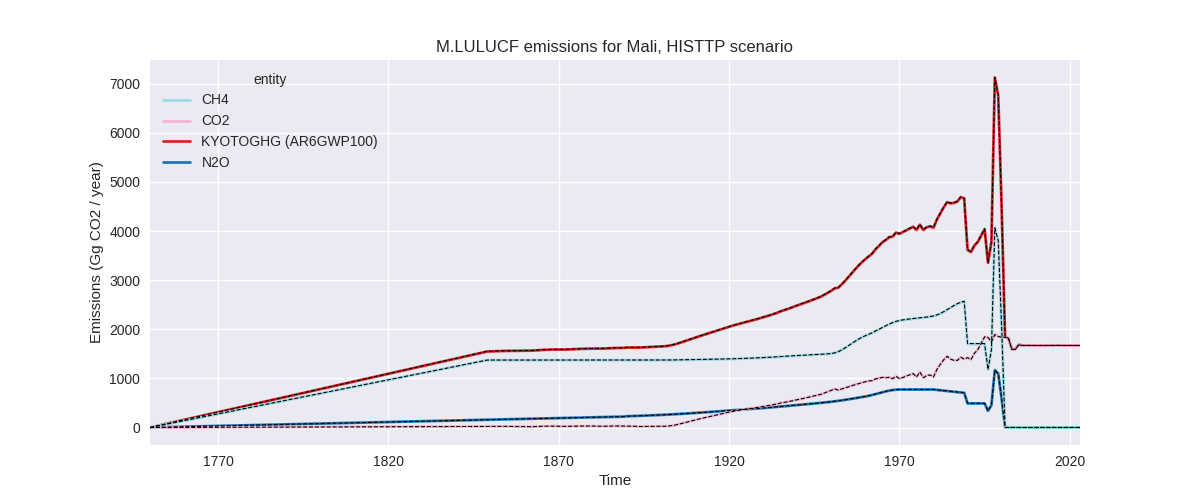 M.LULUCF emissions for Mali, HISTTP scenario
entity
CH4
CO2
KYOTOGHG (AR6GWP100)
N2O
Emissions (Gg CO2 / year)
7000
6000
5000
4000
3000
2000
1000
0
1770
1820
1870
1920
1970
2020
Time